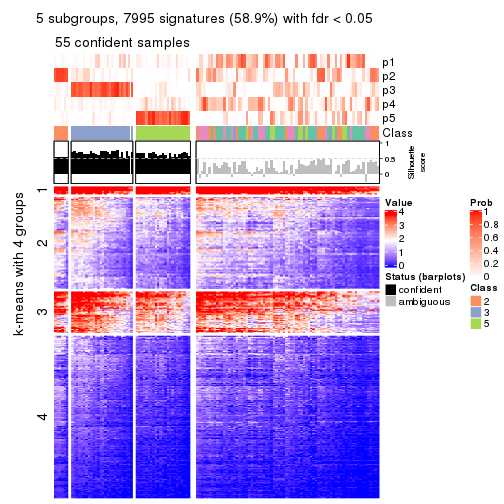 5 subgroups, 7995 signatures (58.9%) with fdr < 0.05
55 confident samples
p1
p2
p3
p4
p5
Class
1
0.5
0
Silhouette
score
k-means with 4 groups
1
2
3
4
Value
4
3
2
1
0
Status (barplots)
confident
ambiguous
Prob
1
0.8
0.6
0.4
0.2
0
Class
2
3
5